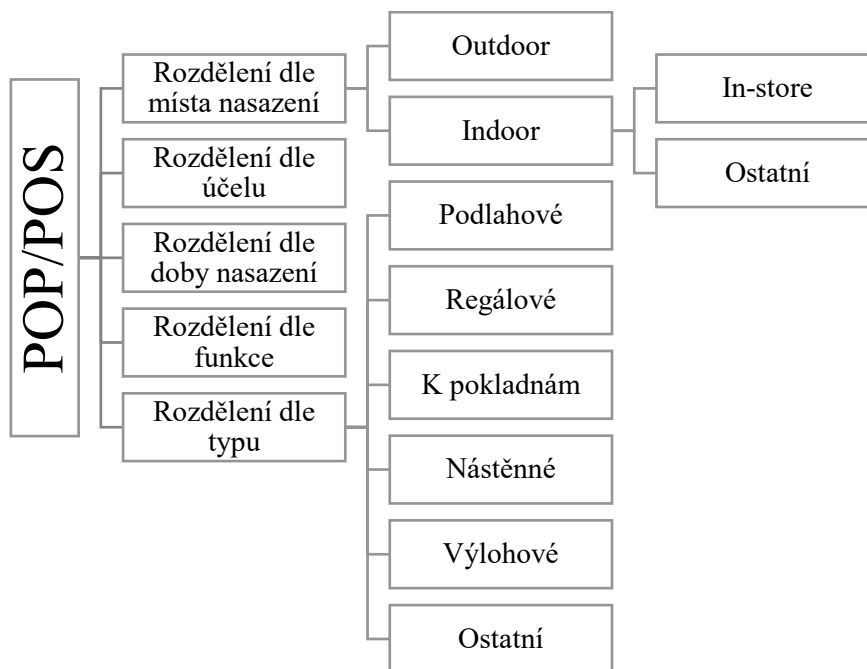 POP/POS
Rozdělení dle
místa nasazení
Outdoor
Indoor
In-store
Ostatní
Rozdělení dle
účelu
Rozdělení dle
doby nasazení
Rozdělení dle
funkce
Rozdělení dle
typu
Podlahové
Regálové
K pokladnám
Nástěnné
Výlohové
Ostatní